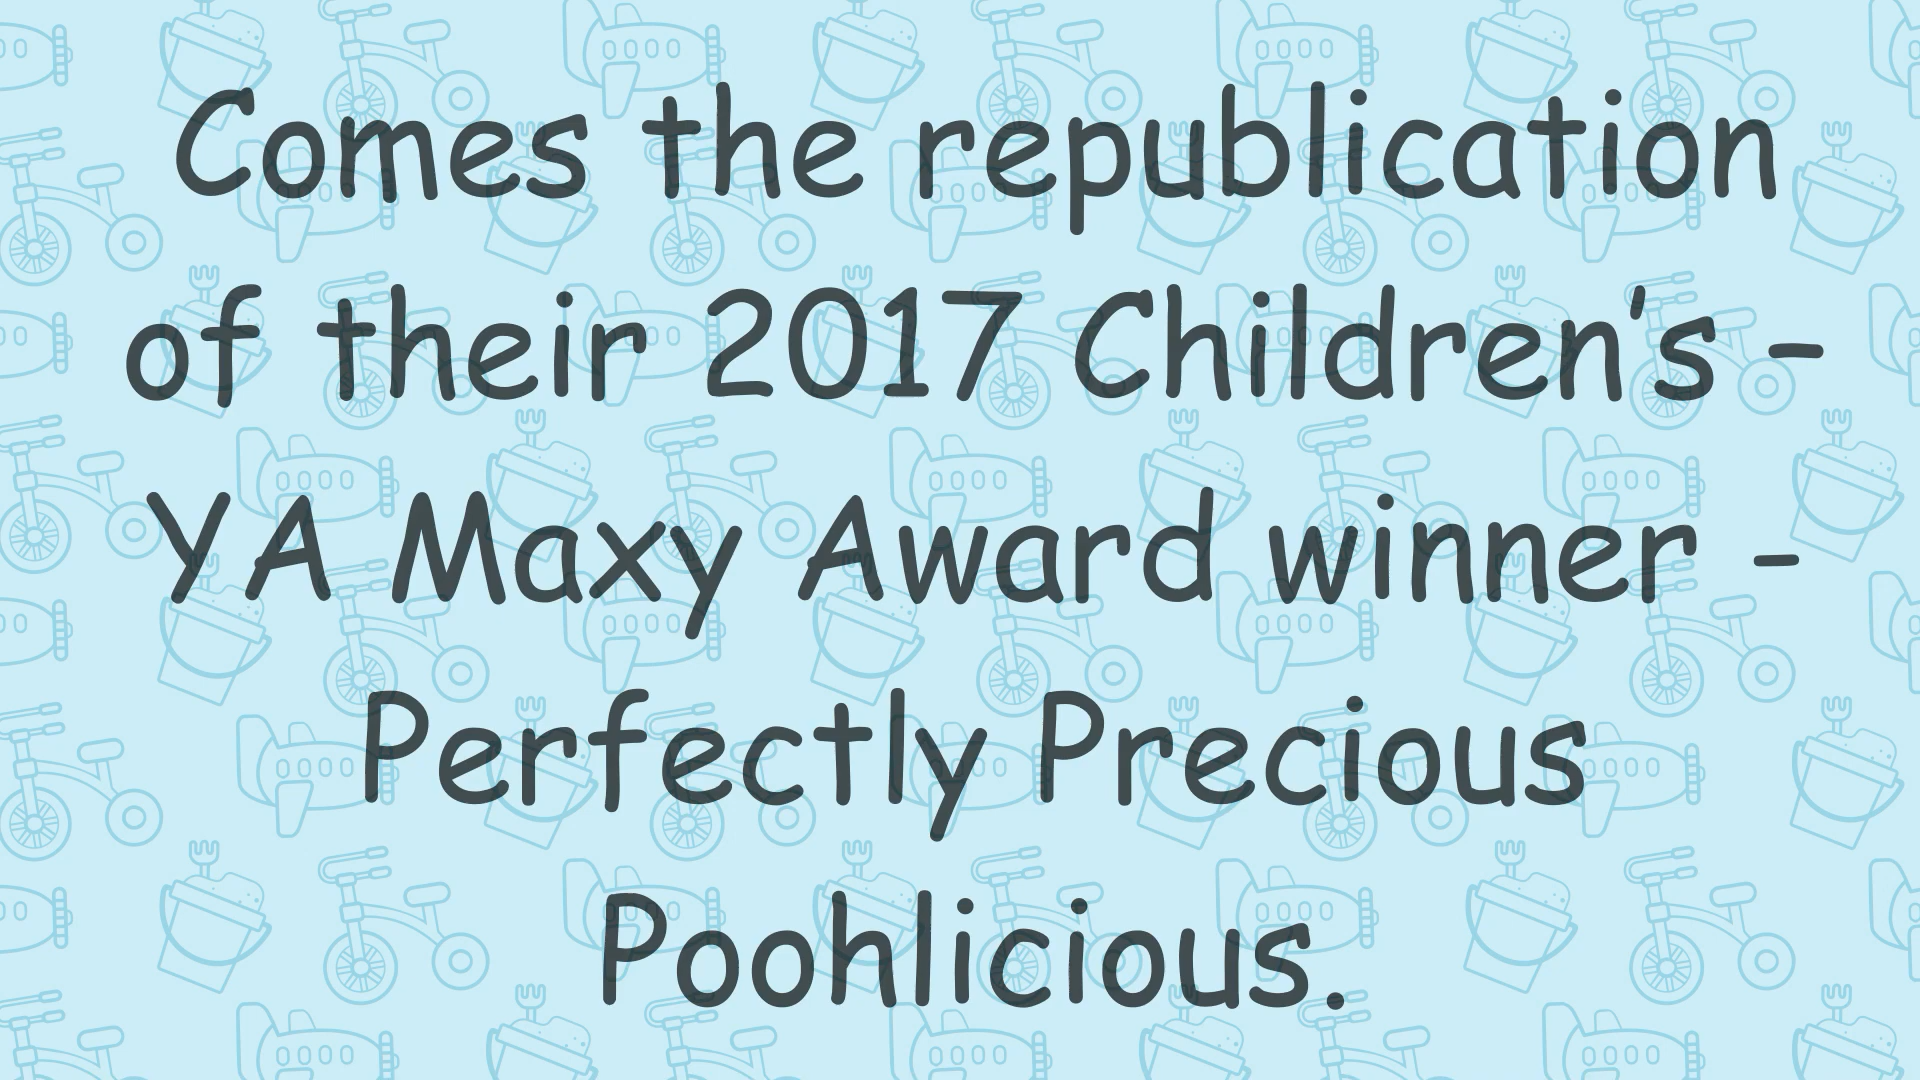 Comes the republication
of their 2017 Children's -
YA Maxy Award winner -
Perfectly Precious
Poohlicious.